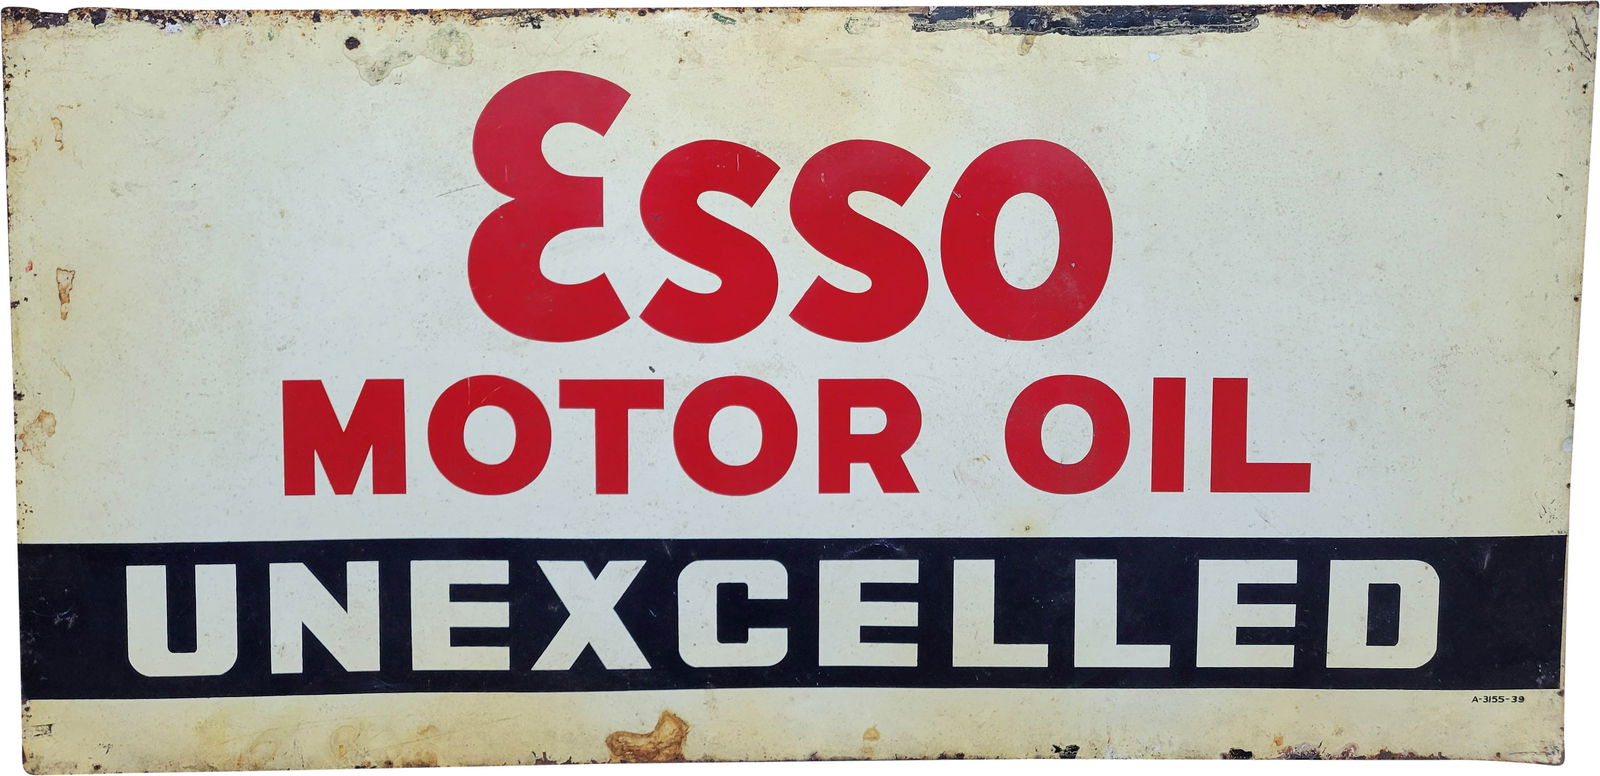 Esso
MOTOR OIL
UNEXCELLED
A-3155-39